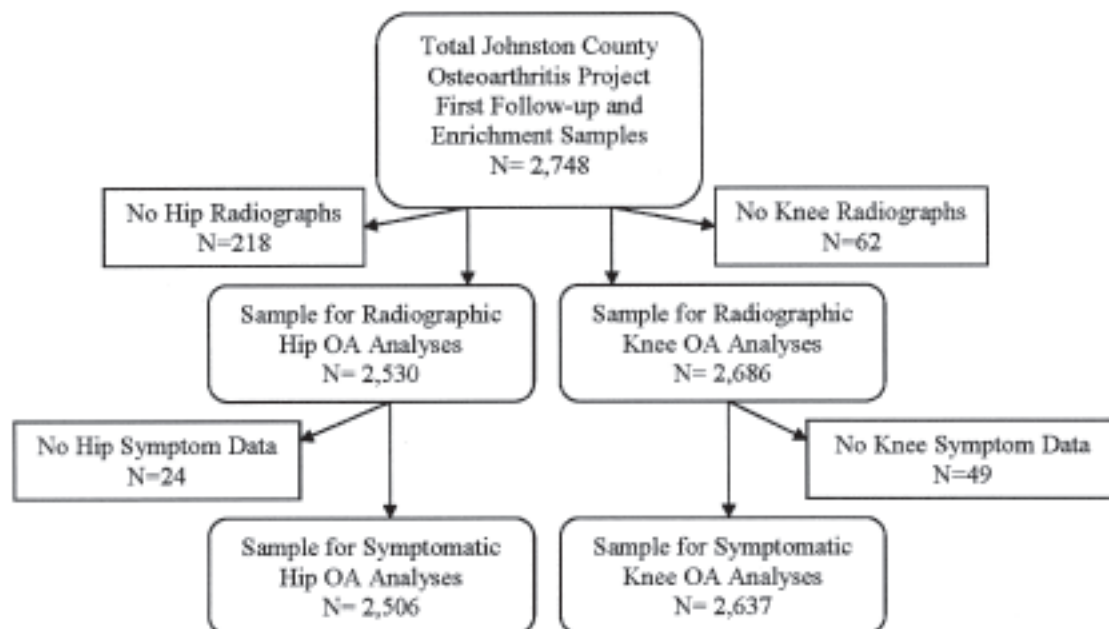 Total Johnston County
Osteoarthritis Project
First Follow-up and
Enrichment Samples
N= 2,748
No Hip Radiographs
N=218
No Knee Radiographs
N=62
Sample for Radiographic
Hip OA Analyses
N= 2,530
Sample for Radiographic
Knee OA Analyses
N= 2,686
No Hip Symptom Data
N=24
No Knee Symptom Data
N=49
Sample for Symptomatic
Hip OA Analyses
N= 2,506
Sample for Symptomatic
Knee OA Analyses
N= 2,637